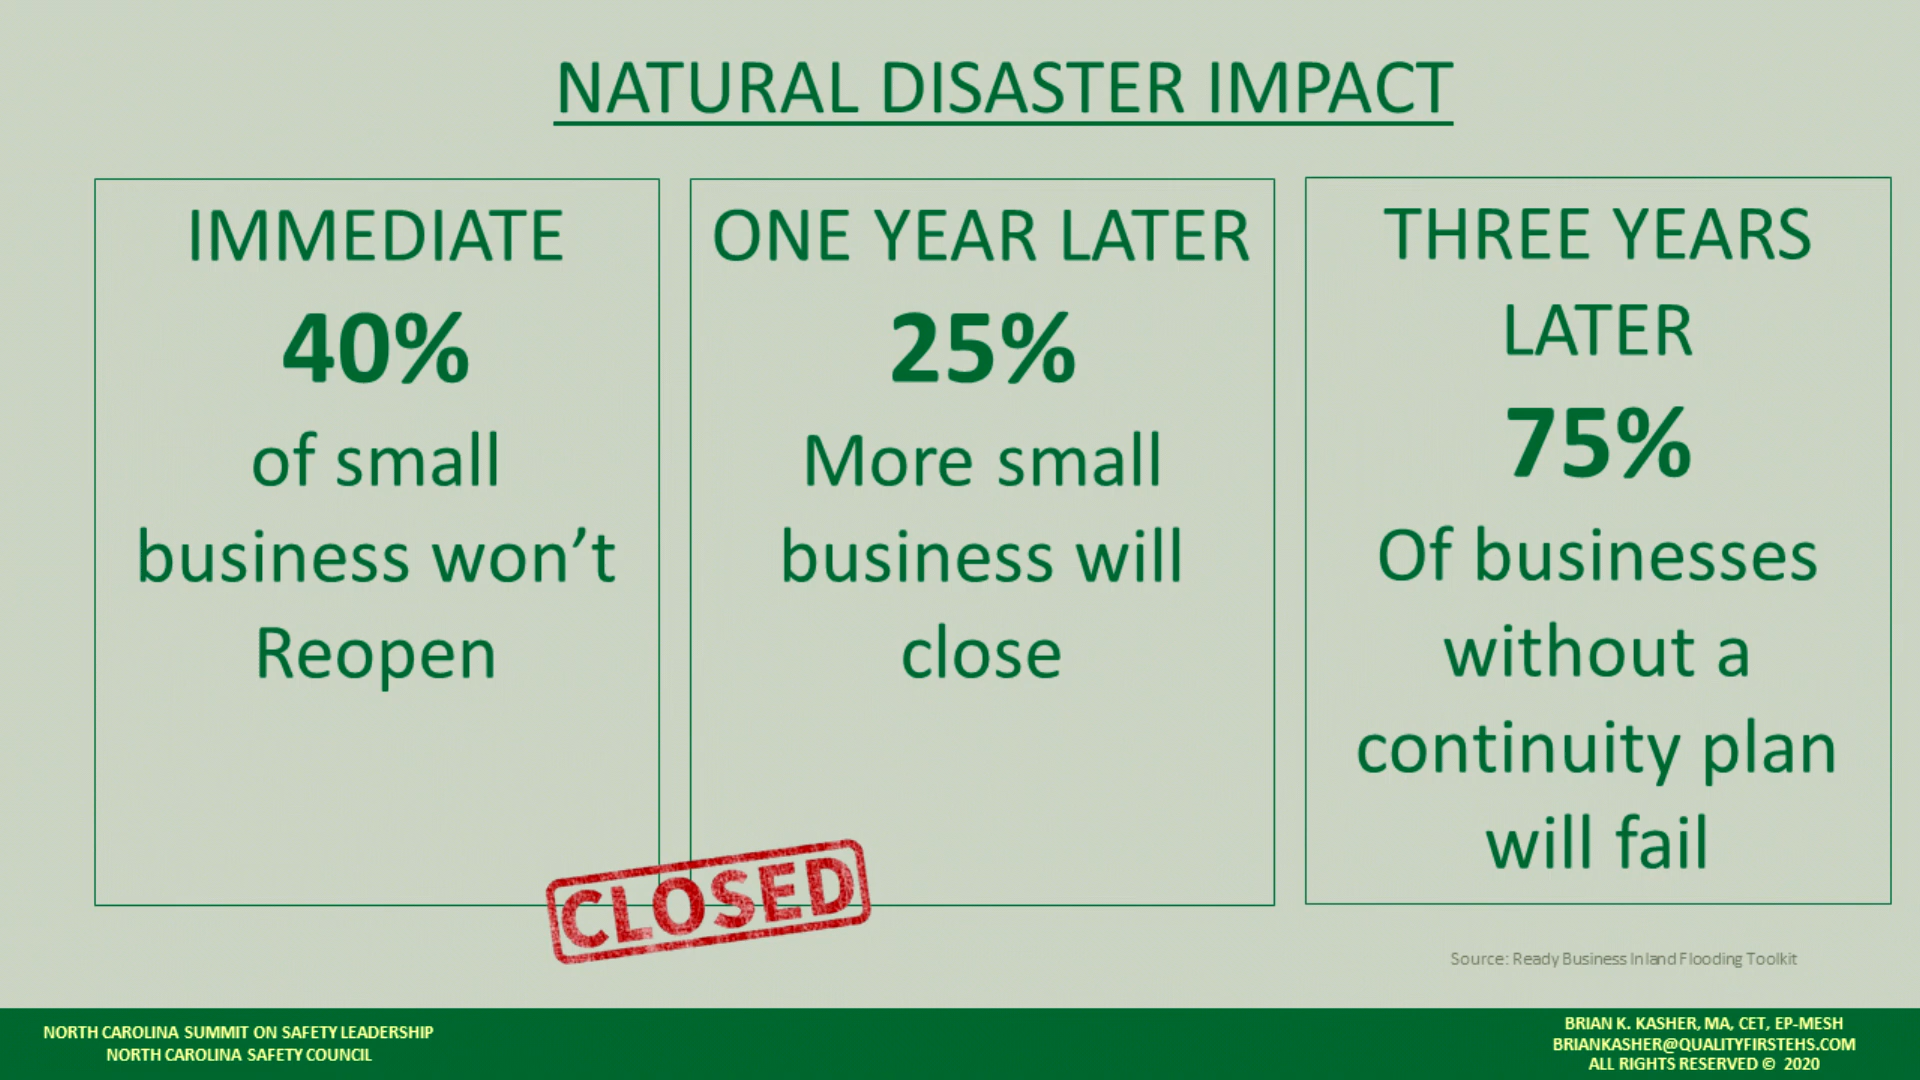 NATURAL DISASTER IMPACT
IMMEDIATE
40%
of small
business won’t
Reopen
ONE YEAR LATER
25%
More small
business will
close
THREE YEARS
LATER
75%
Of businesses
without a
continuity plan
will fail
CLOSED
Source: Ready Business Inland Flooding Toolkit
NORTH CAROLINA SUMMIT ON SAFETY LEADERSHIP
NORTH CAROLINA SAFETY COUNCIL
BRIAN K. KASHER, MA, CET, EP-MESH
BRIANKASHER@QUALITYFIRSTEHS.COM
ALL RIGHTS RESERVED © 2020